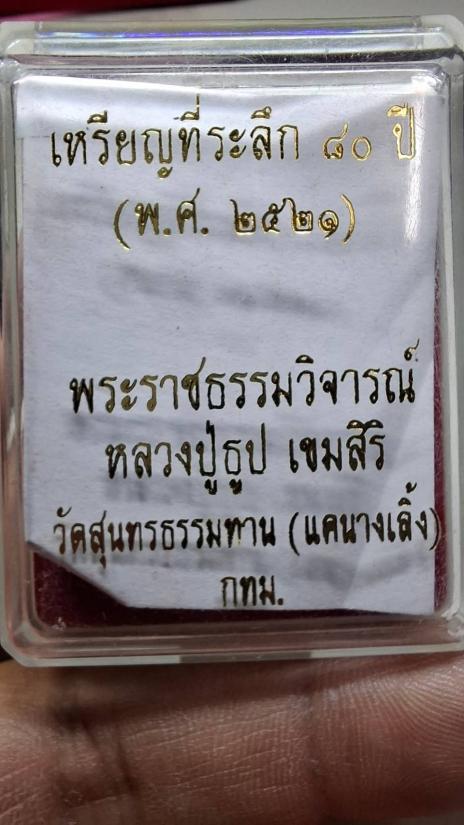 เหรียญที่ระลึก ๘๐ ปี
(พ.ศ. ๒๕๒๑)
พระราชธรรมวิจารณ์
หลวงปู่ธูป เขมสิริ
วัดสุนทรธรรมทาน (แคนางเลิ้ง)
กทม.